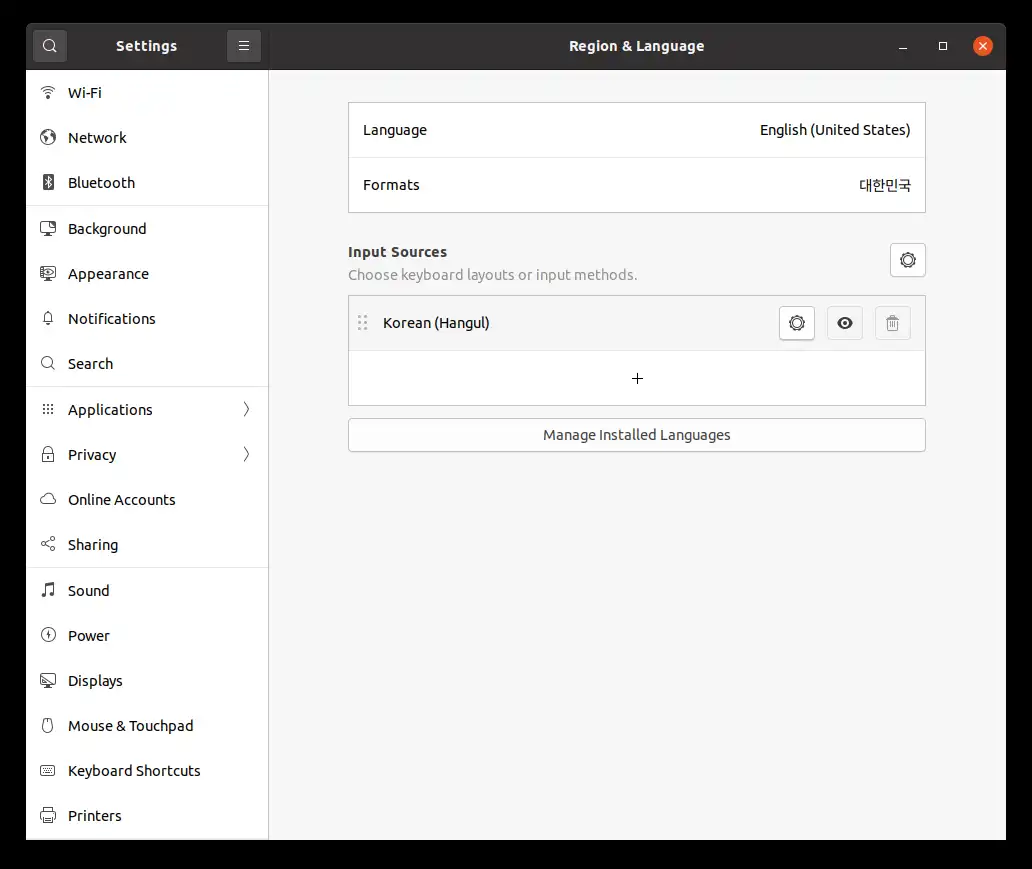 Settings
Region & Language
Wi-Fi
Network
Bluetooth
Background
Appearance
Notifications
Search
Applications
Privacy
Online Accounts
Sharing
Sound
Power
Displays
Mouse & Touchpad
Keyboard Shortcuts
Printers
Language English (United States)
Formats 대한민국
Input Sources
Choose keyboard layouts or input methods.
Korean (Hangul)
Manage Installed Languages